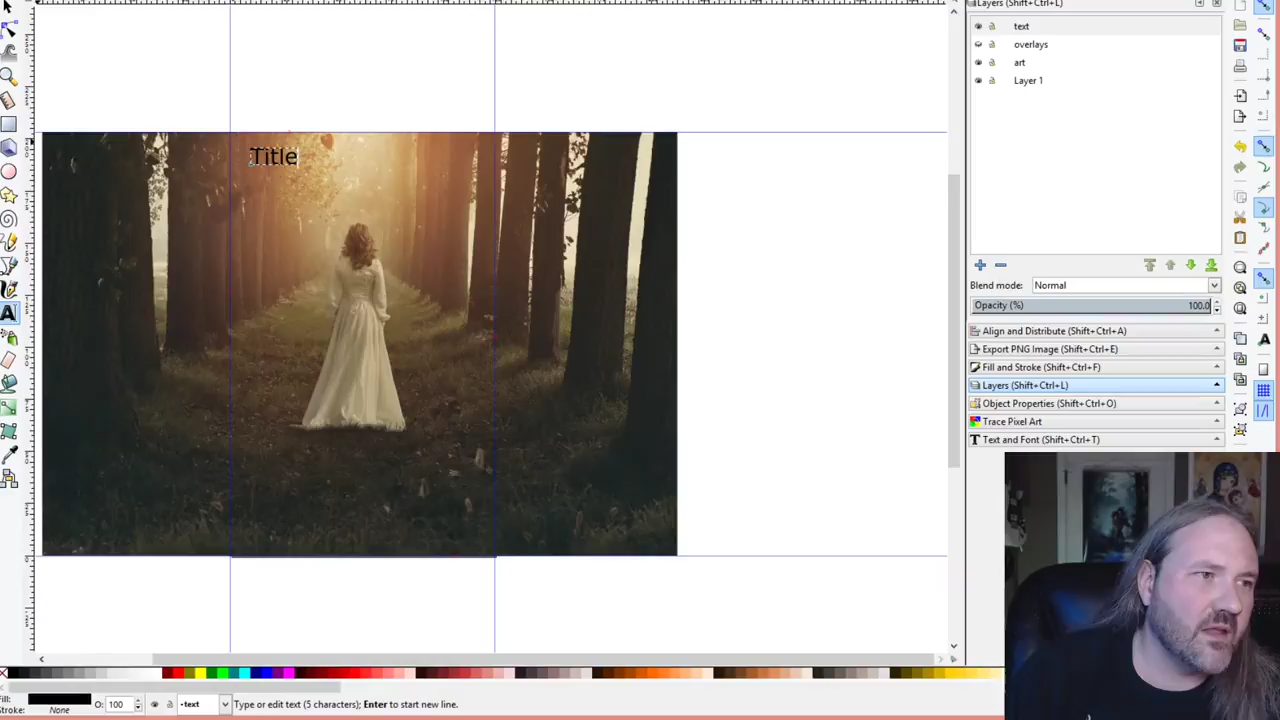 Layers (Shift+Ctrl+L)
text
overlays
art
Layer 1
Title
Blend mode:
Normal
Opacity (%)
100.0
Align and Distribute (Shift+Ctrl+A)
Export PNG Image (Shift+Ctrl+E)
Fill and Stroke (Shift+Ctrl+F)
Layers (Shift+Ctrl+L)
Object Properties (Shift+Ctrl+O)
Trace Pixel Art
Text and Font (Shift+Ctrl+T)
Fill:
Stroke:
None
O:
100
•text
Type or edit text (5 characters); Enter to start new line.